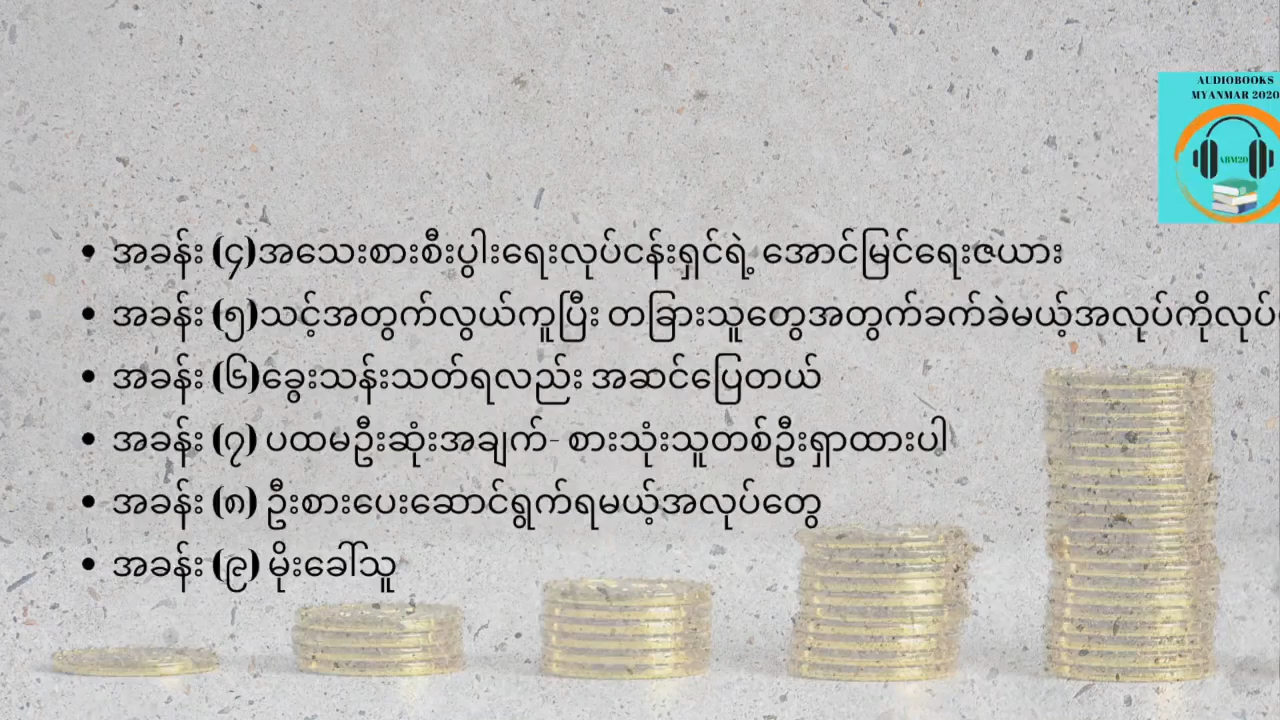 AUDIOBOOKS
MYANMAR 2020
ABM20
• အခန်း (၄)အသေးစားစီးပွါးရေးလုပ်ငန်းရှင်ရဲ့ အောင်မြင်ရေးဇယား
• အခန်း (၅)သင့်အတွက်လွယ်ကူပြီး တခြားသူတွေအတွက်ခက်ခဲမယ့်အလုပ်ကိုလုပ်
• အခန်း (၆)ခွေးသန်းသတ်ရလည်း အဆင်ပြေတယ်
• အခန်း (၇) ပထမဦးဆုံးအချက်- စားသုံးသူတစ်ဦးရှာထားပါ
• အခန်း (၈) ဦးစားပေးဆောင်ရွက်ရမယ့်အလုပ်တွေ
• အခန်း (၉) မိုးခေါ်သူ